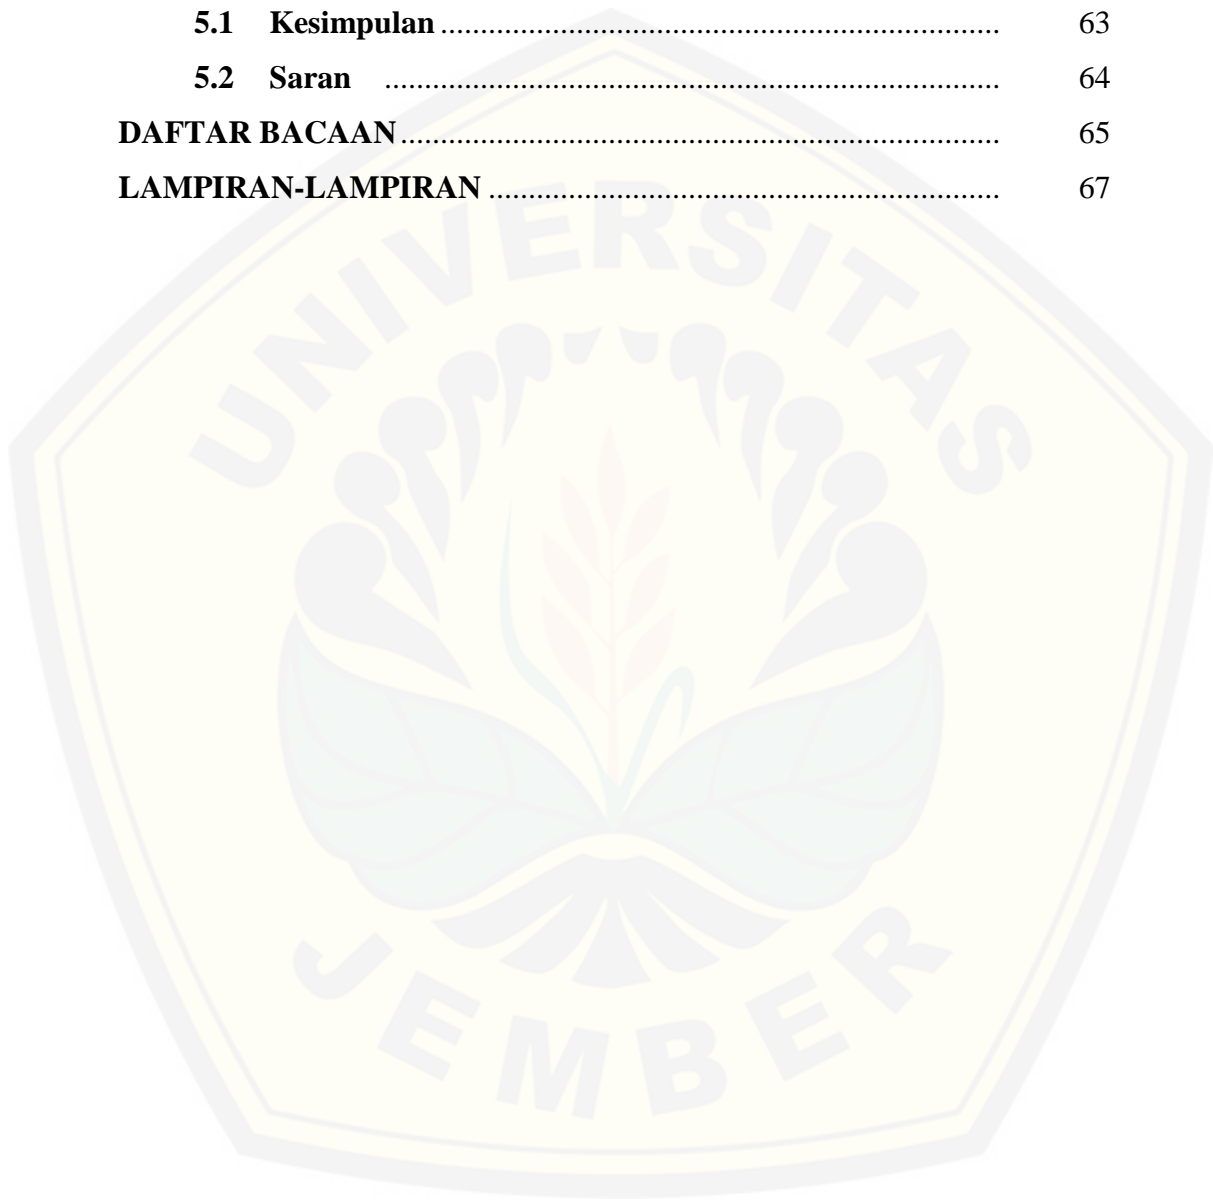 5.1 Kesimpulan ...................................................................... 63
5.2 Saran ............................................................................. 64
DAFTAR BACAAN ........................................................................... 65
LAMPIRAN-LAMPIRAN ................................................................ 67
UNIVERSITAS
JEMBER